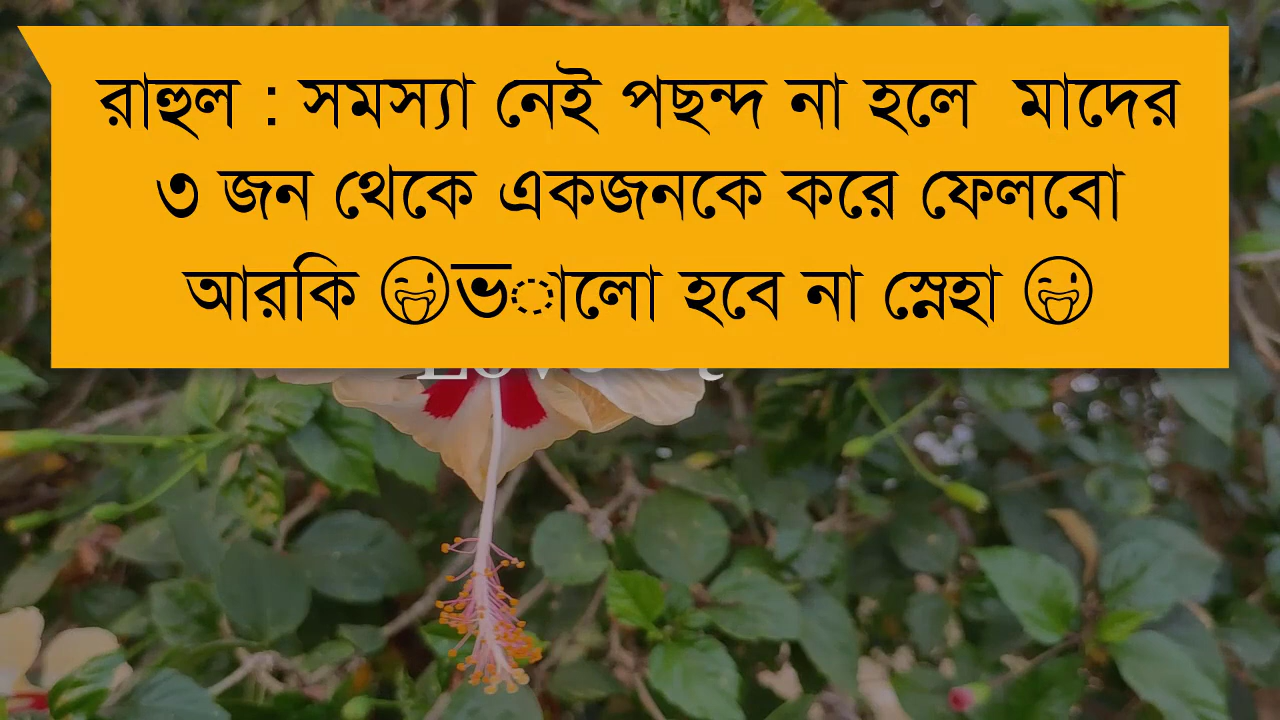 রাহুল : সমস্যা নেই পছন্দ না হলে মাদের
৩ জন থেকে একজনকে করে ফেলবো
আরকি 😅ভালো হবে না স্নেহা 😅